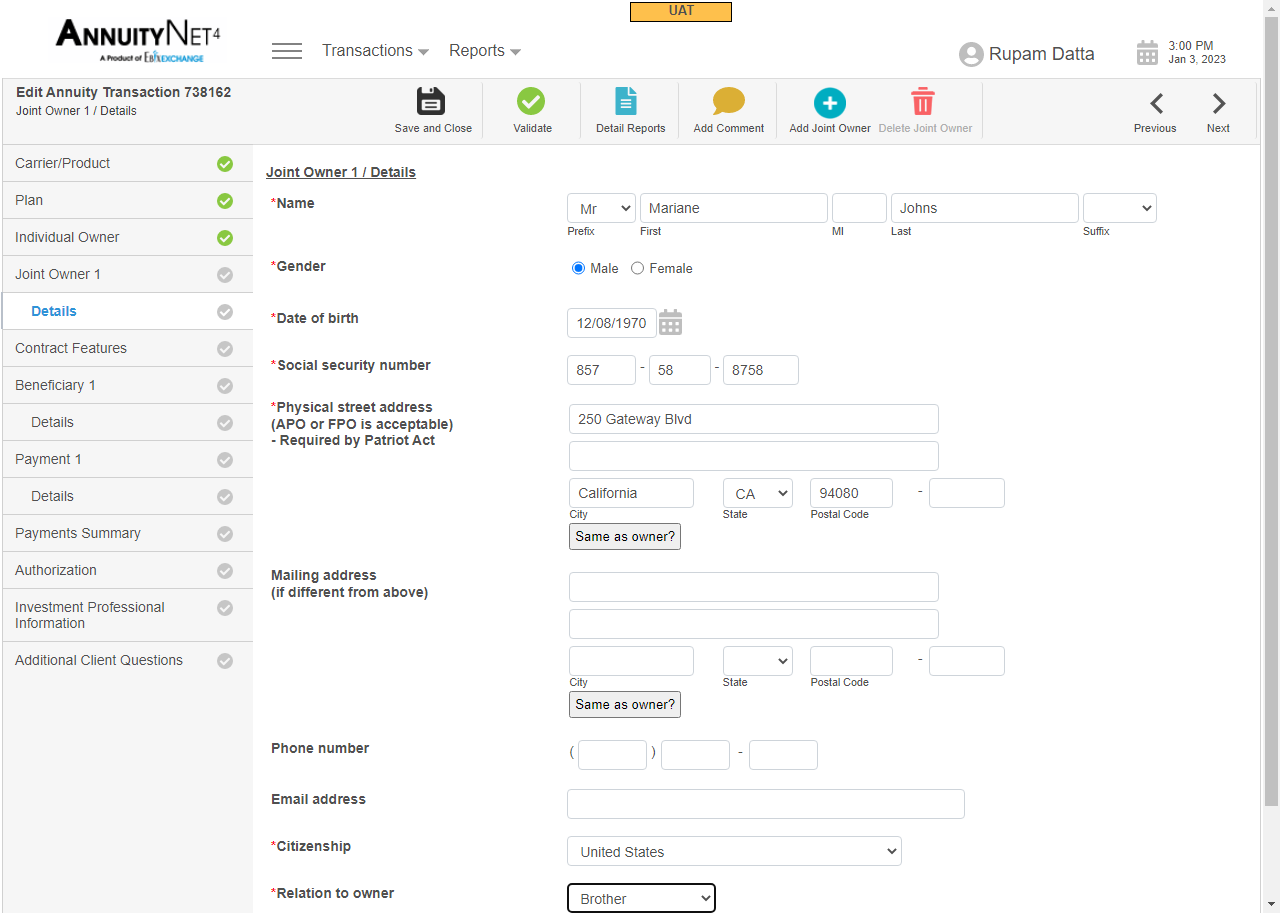 UAT
ANNUITYNET4
A Product of EBIXEXCHANGE
Transactions
Reports
Rupam Datta
3:00 PM
Jan 3, 2023
Edit Annuity Transaction 738162
Joint Owner 1 / Details
Save and Close
Validate
Detail Reports
Add Comment
Add Joint Owner
Delete Joint Owner
Previous
Next
Carrier/Product
Plan
Individual Owner
Joint Owner 1
Details
Contract Features
Beneficiary 1
Details
Payment 1
Details
Payments Summary
Authorization
Investment Professional
Information
Additional Client Questions
Joint Owner 1 / Details
*Name
Mr
Mariane
Johns
Prefix
First
MI
Last
Suffix
*Gender
Male
Female
*Date of birth
12/08/1970
*Social security number
857 - 58 - 8758
*Physical street address
(APO or FPO is acceptable)
- Required by Patriot Act
250 Gateway Blvd
California
CA
94080
-
City
State
Postal Code
Same as owner?
Mailing address
(if different from above)
-
City
State
Postal Code
Same as owner?
Phone number
( ) -
Email address
*Citizenship
United States
*Relation to owner
Brother